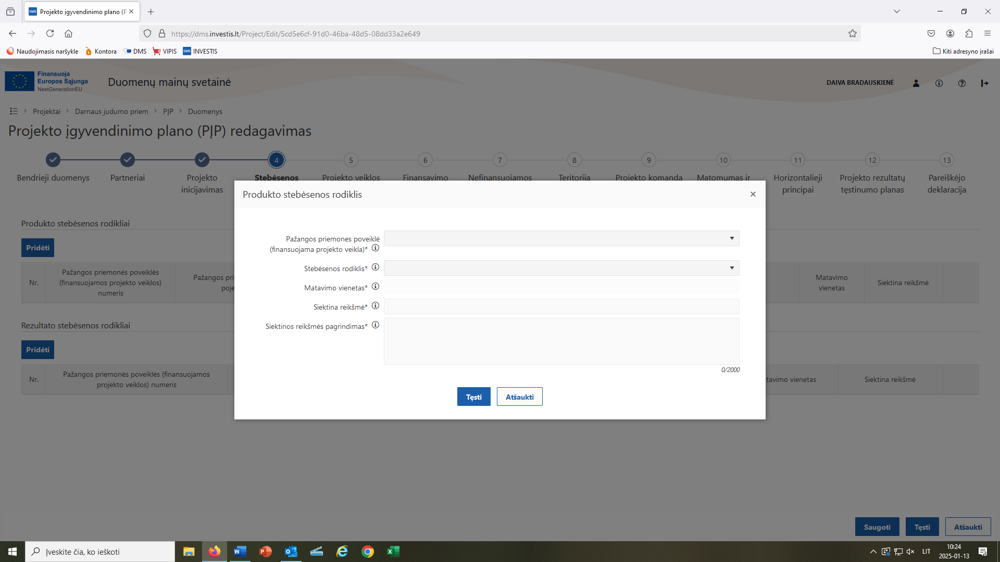 Projekto įgyvendinimo plano (P
https://dms.investis.lt/Project/Edit/5cd5e6cf-91d0-46ba-48d5-08dd33a2e649
Naudojimasis naršykle Kontora DMS VIPIS DMS INVESTIS Kiti adresyno įrašai
Finansuoja
Europos Sąjunga
NextGenerationEU
Duomenų mainų svetainė
DAIVA BRADAUSKIENĖ
Projektai > Darnaus judumo priem > PĮP > Duomenys
Projekto įgyvendinimo plano (PĮP) redagavimas
4 5 6 7 8 9 10 11 12 13
Bendrieji duomenys
Partneriai
Projekto
inicijavimas
Stebėsenos
Projekto veiklos
Finansavimo
Nefinansuojamos
Teritorija
Projekto komanda
Matomumas ir
Horizontalieji
principai
Projekto rezultatų
tęstinumo planas
Pareiškėjo
deklaracija
Produkto stebėsenos rodikliai
Pridėti
Nr.
Pažangos priemonės poveiklės
(finansuojamos projekto veiklos)
numeris
Pažangos pri
poje
Matavimo
vienetas
Siektina reikšmė
Rezultato stebėsenos rodikliai
Pridėti
Nr.
Pažangos priemonės poveiklės (finansuojamos
projekto veiklos) numeris
tavimo vienetas
Siektina reikšmė
Produkto stebėsenos rodiklis
Pažangos priemones poveiklė
(finansuojama projekto veikla)*
Stebėsenos rodiklis*
Matavimo vienetas*
Siektina reikšmė*
Siektinos reikšmės pagrindimas*
0/2000
Tęsti Atšaukti
Saugoti Tęsti Atšaukti
Įveskite čia, ko ieškoti
LIT
10:24
2025-01-13